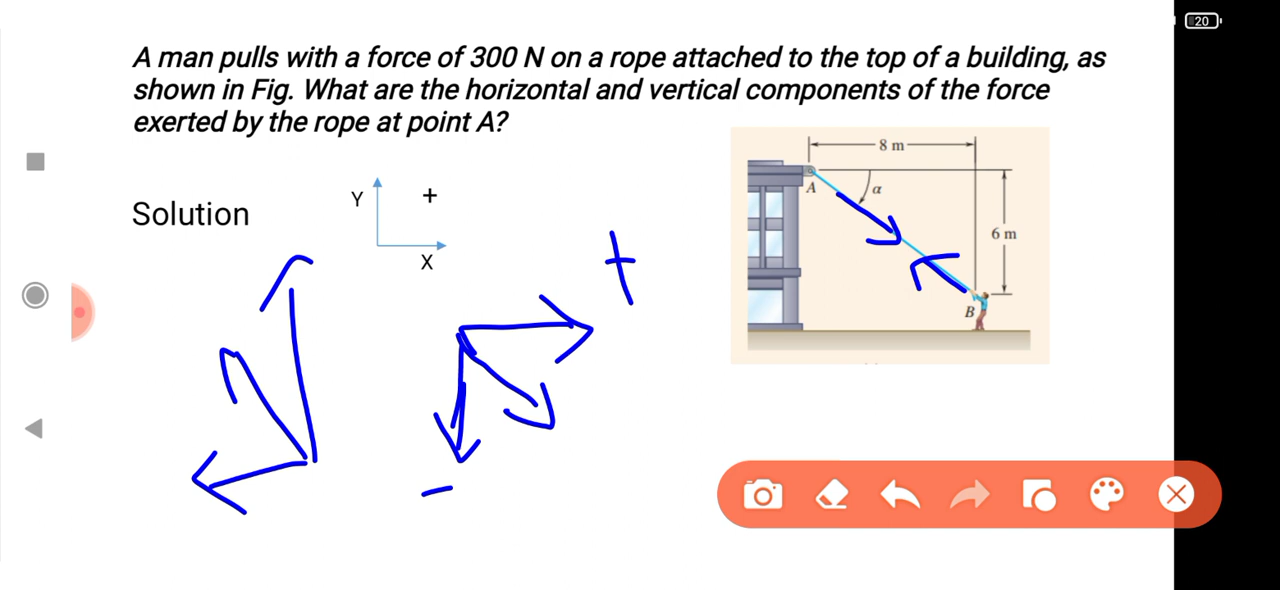 20
A man pulls with a force of 300 N on a rope attached to the top of a building, as
shown in Fig. What are the horizontal and vertical components of the force
exerted by the rope at point A?
Solution
Y
+
X
+
−
8 m
A
α
6 m
B